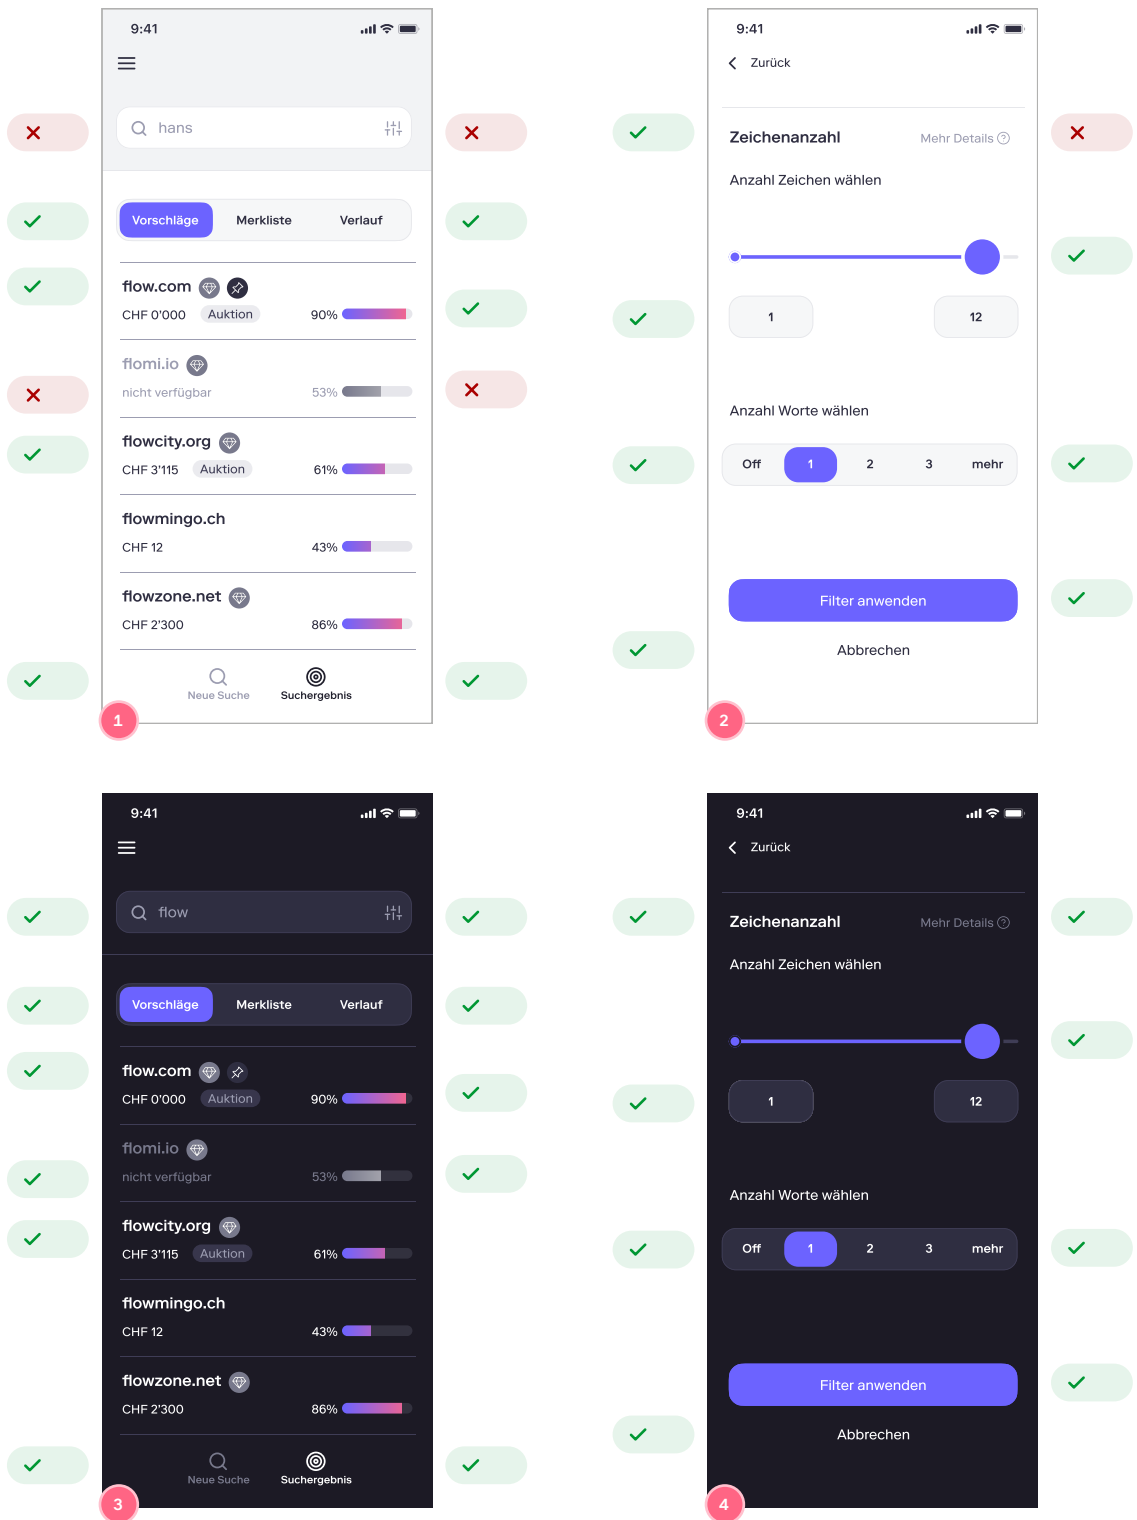 9:41
hans
Vorschläge Merkliste Verlauf
flow.com
CHF 0'000 Auktion 90%
flomi.io
nicht verfügbar 53%
flowcity.org
CHF 3'115 Auktion 61%
flowmingo.ch
CHF 12 43%
flowzone.net
CHF 2'300 86%
Neue Suche Suchergebnis
1
9:41
Zurück
Zeichenanzahl Mehr Details ?
Anzahl Zeichen wählen
1 12
Anzahl Worte wählen
Off 1 2 3 mehr
Filter anwenden
Abbrechen
2
9:41
flow
Vorschläge Merkliste Verlauf
flow.com
CHF 0'000 Auktion 90%
flomi.io
nicht verfügbar 53%
flowcity.org
CHF 3'115 Auktion 61%
flowmingo.ch
CHF 12 43%
flowzone.net
CHF 2'300 86%
Neue Suche Suchergebnis
3
9:41
Zurück
Zeichenanzahl Mehr Details ?
Anzahl Zeichen wählen
1 12
Anzahl Worte wählen
Off 1 2 3 mehr
Filter anwenden
Abbrechen
4